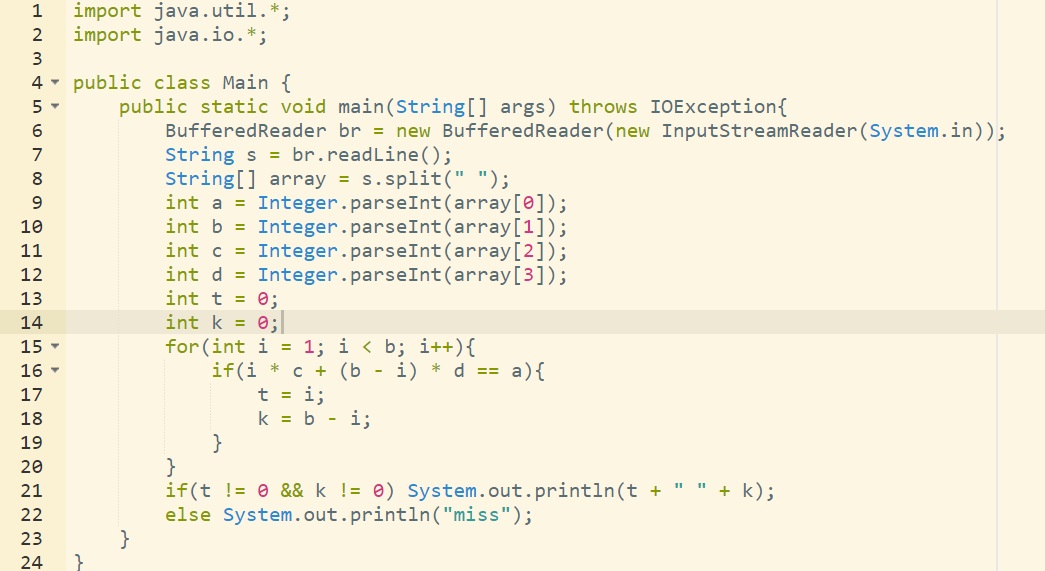 1 import java.util.*;
2 import java.io.*;
3
4 public class Main {
5     public static void main(String[] args) throws IOException{
6         BufferedReader br = new BufferedReader(new InputStreamReader(System.in));
7         String s = br.readLine();
8         String[] array = s.split(" ");
9         int a = Integer.parseInt(array[0]);
10         int b = Integer.parseInt(array[1]);
11         int c = Integer.parseInt(array[2]);
12         int d = Integer.parseInt(array[3]);
13         int t = 0;
14         int k = 0;
15         for(int i = 1; i < b; i++){
16             if(i * c + (b - i) * d == a){
17                 t = i;
18                 k = b - i;
19             }
20         }
21         if(t != 0 && k != 0) System.out.println(t + " " + k);
22         else System.out.println("miss");
23     }
24 }